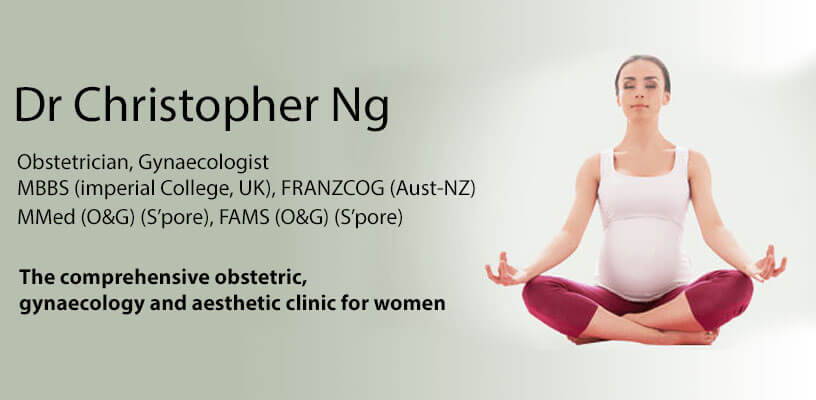 Dr Christopher Ng
Obstetrician, Gynaecologist
MBBS (imperial College, UK), FRANZCOG (Aust-NZ)
MMed (O&G) (S’pore), FAMS (O&G) (S’pore)
The comprehensive obstetric,
gynaecology and aesthetic clinic for women